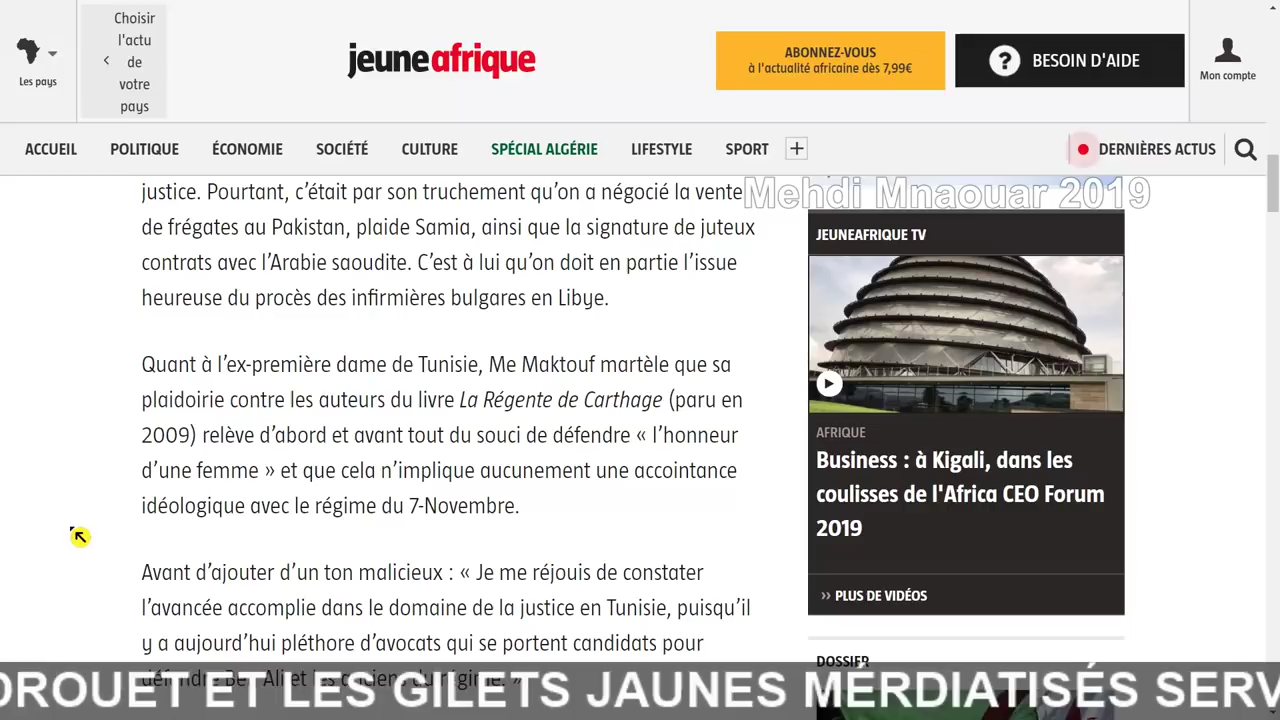 Choisir
l'actu
de
votre
pays
Les pays
jeuneafrique
ABONNEZ-VOUS
à l'actualité africaine dès 7,99€
? BESOIN D'AIDE
Mon compte
ACCUEIL POLITIQUE ÉCONOMIE SOCIÉTÉ CULTURE SPÉCIAL ALGÉRIE LIFESTYLE SPORT + DERNIÈRES ACTUS
Mehdi Mnaouar 2019
justice. Pourtant, c'était par son truchement qu'on a négocié la vente
de frégates au Pakistan, plaide Samia, ainsi que la signature de juteux
contrats avec l'Arabie saoudite. C'est à lui qu'on doit en partie l'issue
heureuse du procès des infirmières bulgares en Libye.
Quant à l'ex-première dame de Tunisie, Me Maktouf martèle que sa
plaidoirie contre les auteurs du livre La Régente de Carthage (paru en
2009) relève d'abord et avant tout du souci de défendre « l'honneur
d'une femme » et que cela n'implique aucunement une accointance
idéologique avec le régime du 7-Novembre.
Avant d'ajouter d'un ton malicieux : « Je me réjouis de constater
l'avancée accomplie dans le domaine de la justice en Tunisie, puisqu'il
y a aujourd'hui pléthore d'avocats qui se portent candidats pour
défendre Ben Ali et les anciens du régime. »
JEUNEAFRIQUE TV
AFRIQUE
Business : à Kigali, dans les
coulisses de l'Africa CEO Forum
2019
›› PLUS DE VIDÉOS
DOSSIER
DROUET ET LES GILETS JAUNES MÉRDIATISÉS SERV